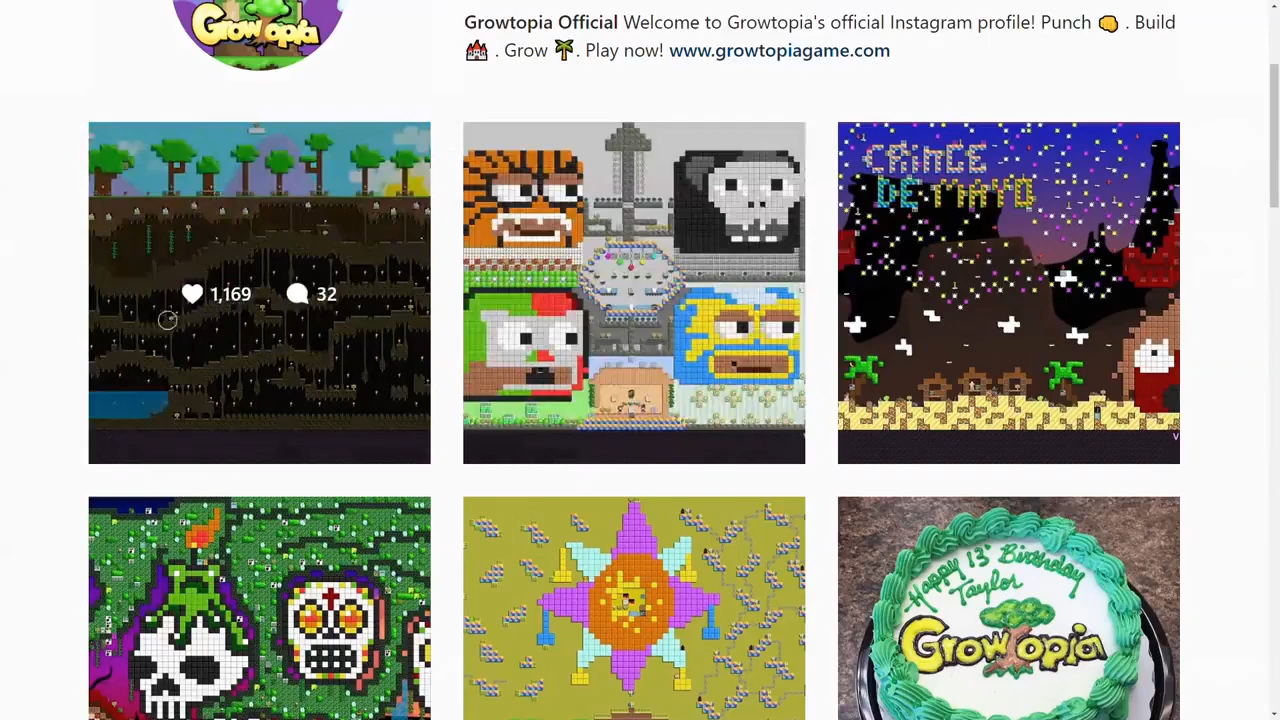 Growtopia
Growtopia Official Welcome to Growtopia's official Instagram profile! Punch 👊 . Build
🏰 . Grow 🌴. Play now! www.growtopiagame.com
1,169 32
DE MAYO
V
Happy 13th Birthday
Taylor
Growtopia